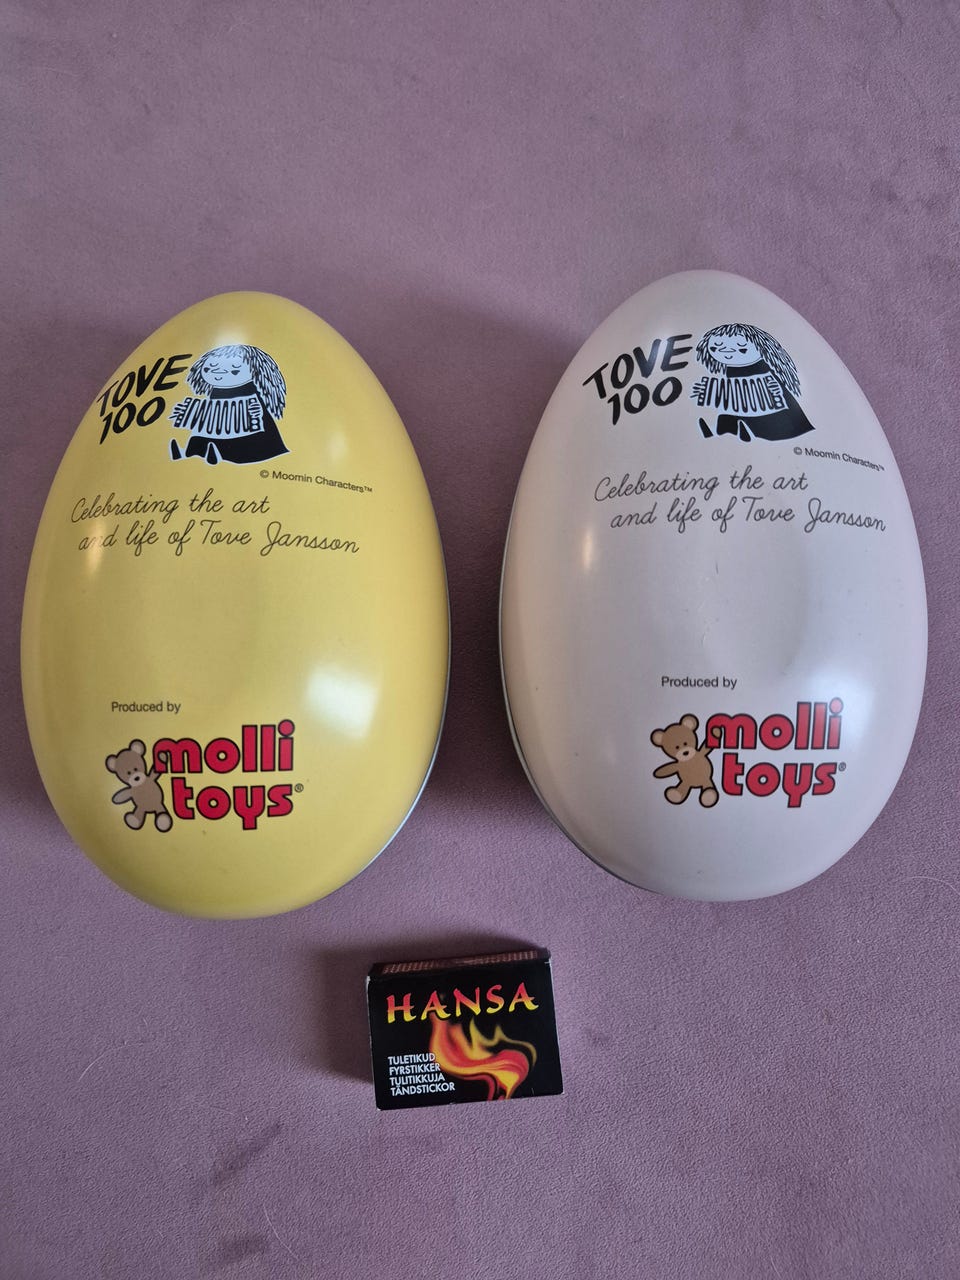 TOVE
100
© Moomin Characters™
Celebrating the art
and life of Tove Jansson
Produced by
molli
toys®
TOVE
100
© Moomin Characters™
Celebrating the art
and life of Tove Jansson
Produced by
molli
toys®
HANSA
TULETIKUD
FYRSTIKKER
TULITIKKUJA
TÄNDSTICKOR